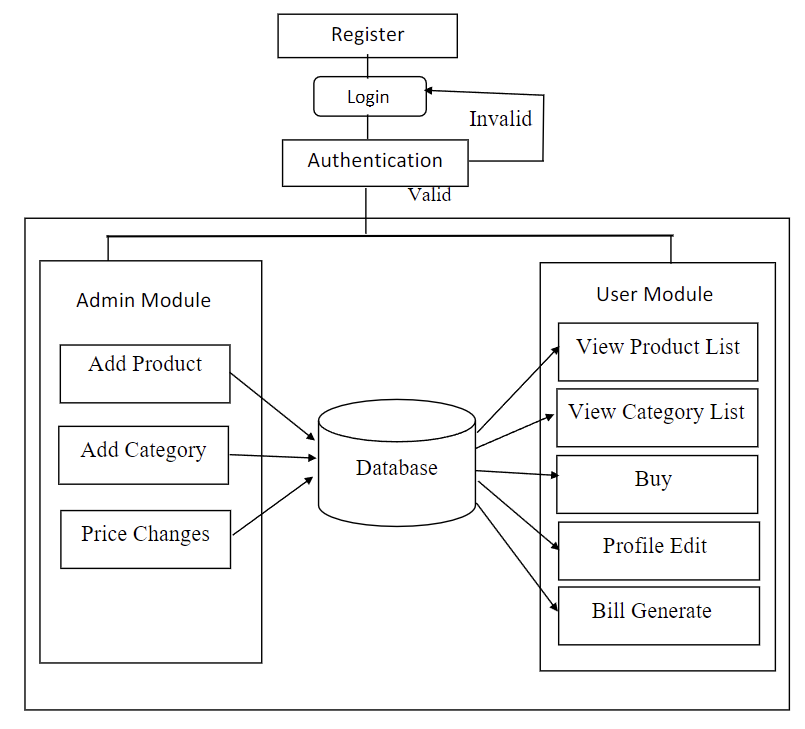 Register
Login
Invalid
Authentication
Valid
Admin Module
Add Product
Add Category
Price Changes
Database
User Module
View Product List
View Category List
Buy
Profile Edit
Bill Generate